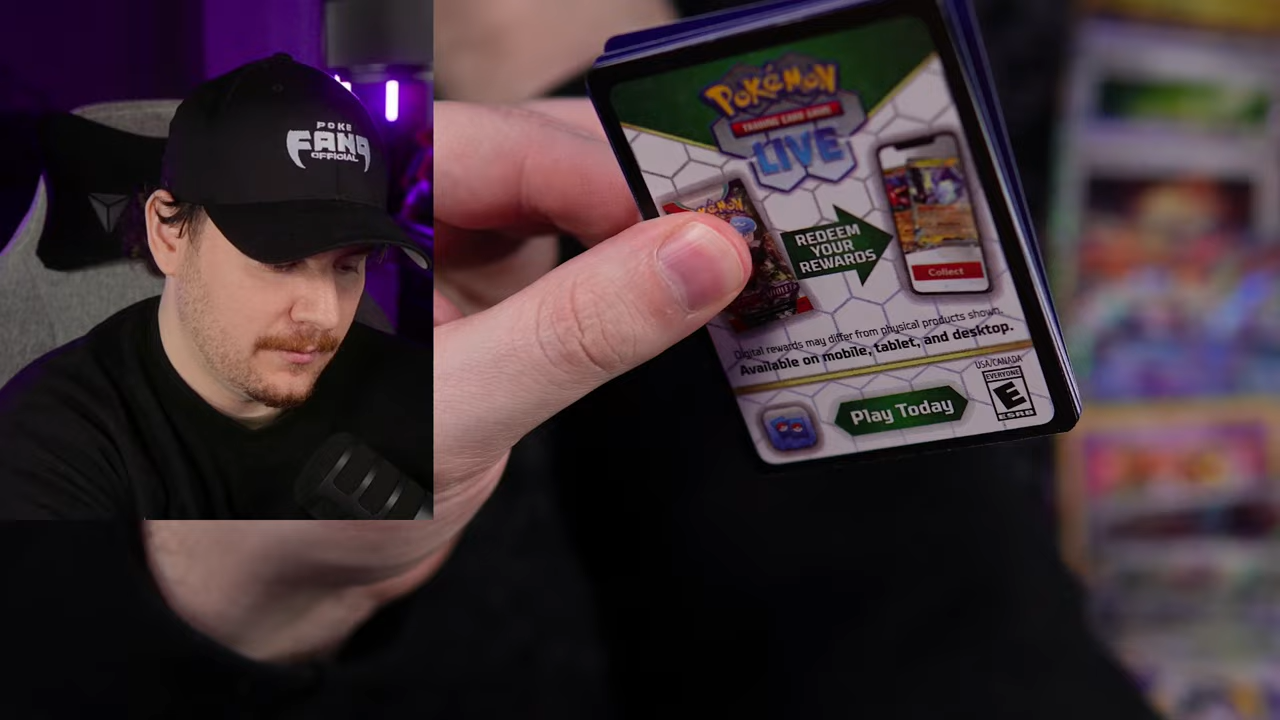 POKE
FANG
OFFICIAL
POKéMON
TRADING CARD GAME
LIVE
POKéMON
REDEEM
YOUR
REWARDS
Collect
Digital rewards may differ from physical products shown.
Available on mobile, tablet, and desktop.
Play Today
USA/CANADA
EVERYONE
E
ESRB